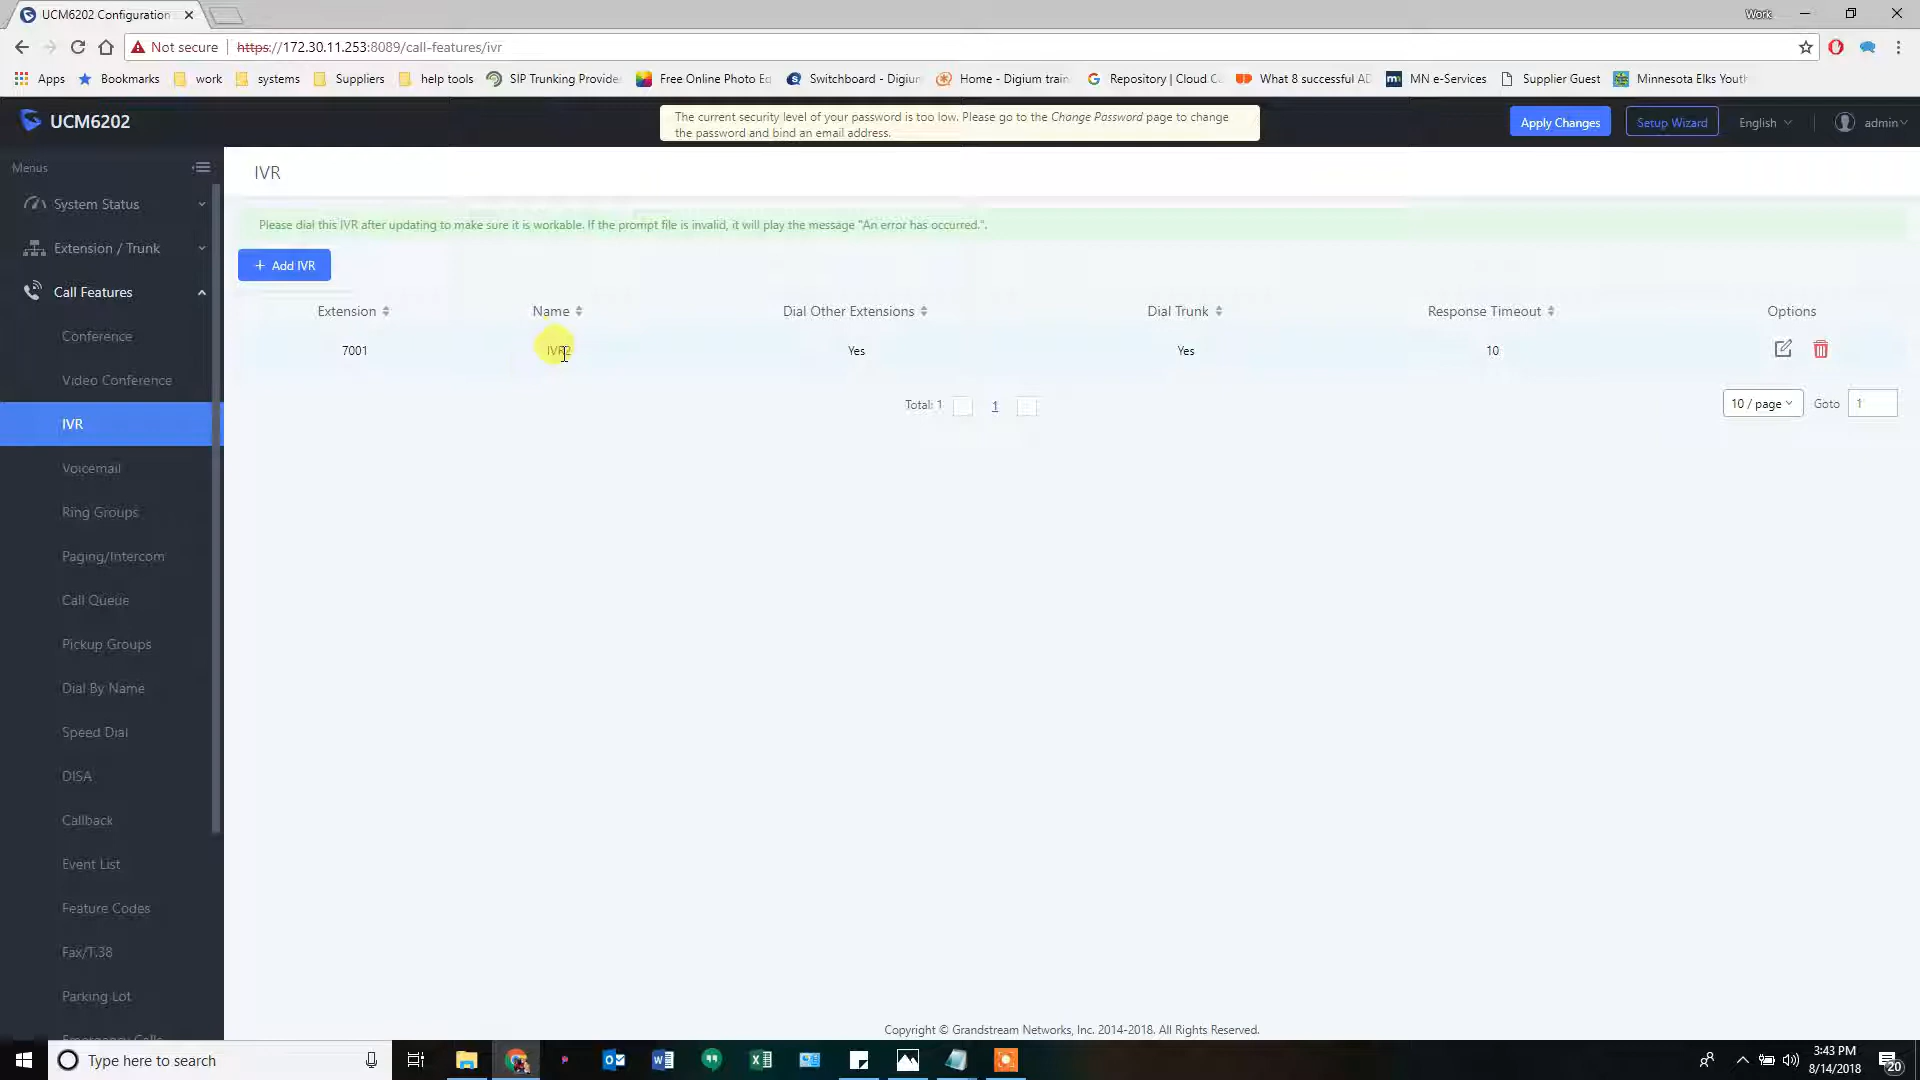 UCM6202 Configuration
Work
Not secure | https://172.30.11.253:8089/call-features/ivr
Apps Bookmarks work systems Suppliers help tools SIP Trunking Provide Free Online Photo Ed Switchboard - Digiun Home - Digium train Repository | Cloud C What 8 successful AD MN e-Services Supplier Guest Minnesota Elks Yout
UCM6202
The current security level of your password is too low. Please go to the Change Password page to change
the password and bind an email address.
Apply Changes Setup Wizard English admin
Menus
System Status
Extension / Trunk
Call Features
Conference
Video Conference
IVR
Voicemail
Ring Groups
Paging/Intercom
Call Queue
Pickup Groups
Dial By Name
Speed Dial
DISA
Callback
Event List
Feature Codes
Fax/T.38
Parking Lot
Emergency Calls
IVR
Please dial this IVR after updating to make sure it is workable. If the prompt file is invalid, it will play the message "An error has occurred.".
+ Add IVR
Extension Name Dial Other Extensions Dial Trunk Response Timeout Options
7001 IVR2 Yes Yes 10
Total: 1 1 10 / page Goto 1
Copyright © Grandstream Networks, Inc. 2014-2018. All Rights Reserved.
Type here to search
3:43 PM
8/14/2018
20